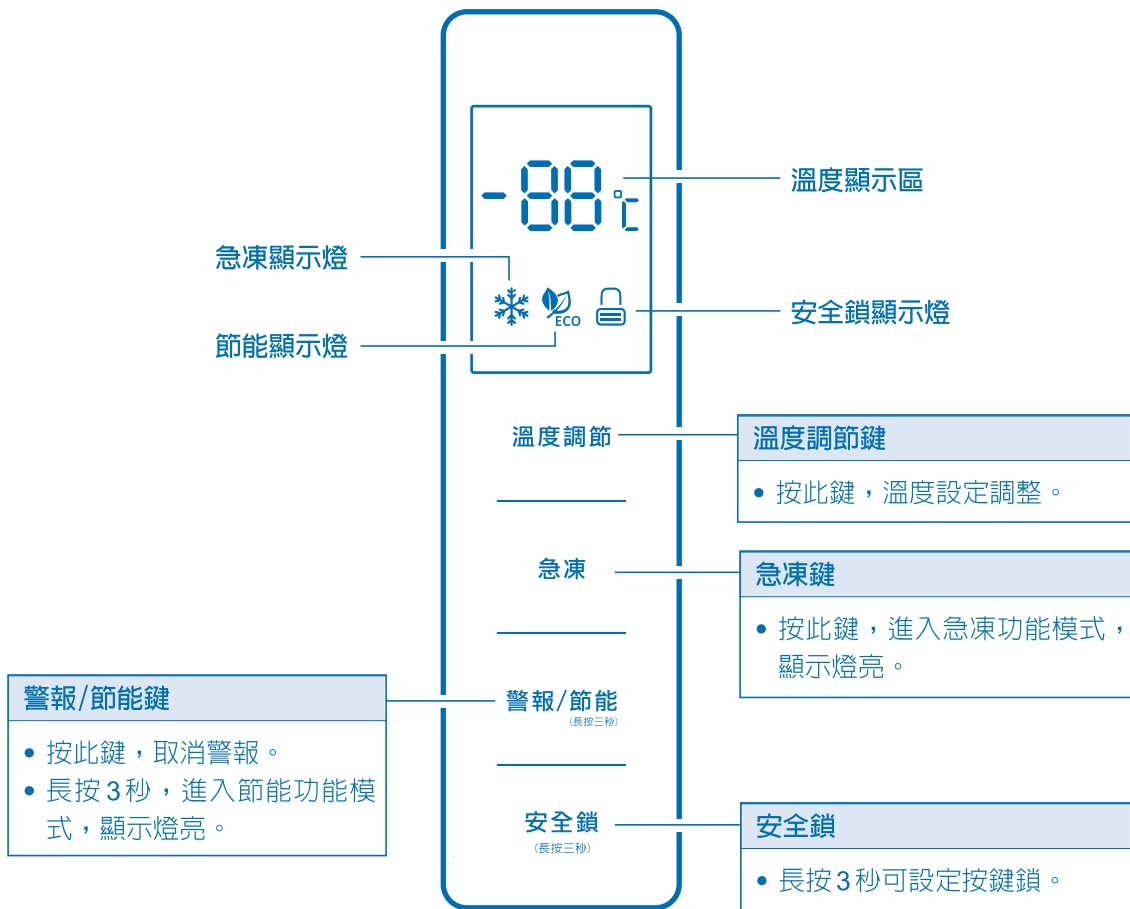 -88°C
溫度顯示區
急凍顯示燈
ECO
安全鎖顯示燈
節能顯示燈
溫度調節
溫度調節鍵
• 按此鍵，溫度設定調整。
急凍
急凍鍵
• 按此鍵，進入急凍功能模式，
顯示燈亮。
警報/節能鍵
• 按此鍵，取消警報。
• 長按3秒，進入節能功能模
式，顯示燈亮。
警報/節能
(長按三秒)
安全鎖
(長按三秒)
安全鎖
• 長按3秒可設定按鍵鎖。